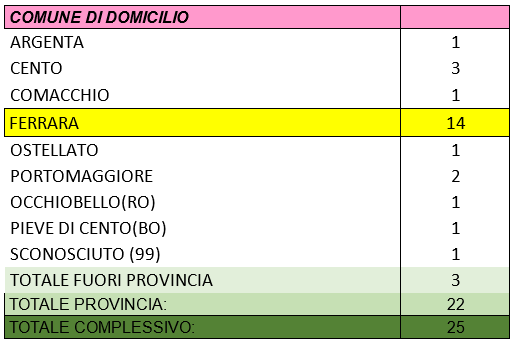 COMUNE DI DOMICILIO
ARGENTA 1
CENTO 3
COMACCHIO 1
FERRARA 14
OSTELLATO 1
PORTOMAGGIORE 2
OCCHIOBELLO(RO) 1
PIEVE DI CENTO(BO) 1
SCONOSCIUTO (99) 1
TOTALE FUORI PROVINCIA 3
TOTALE PROVINCIA: 22
TOTALE COMPLESSIVO: 25